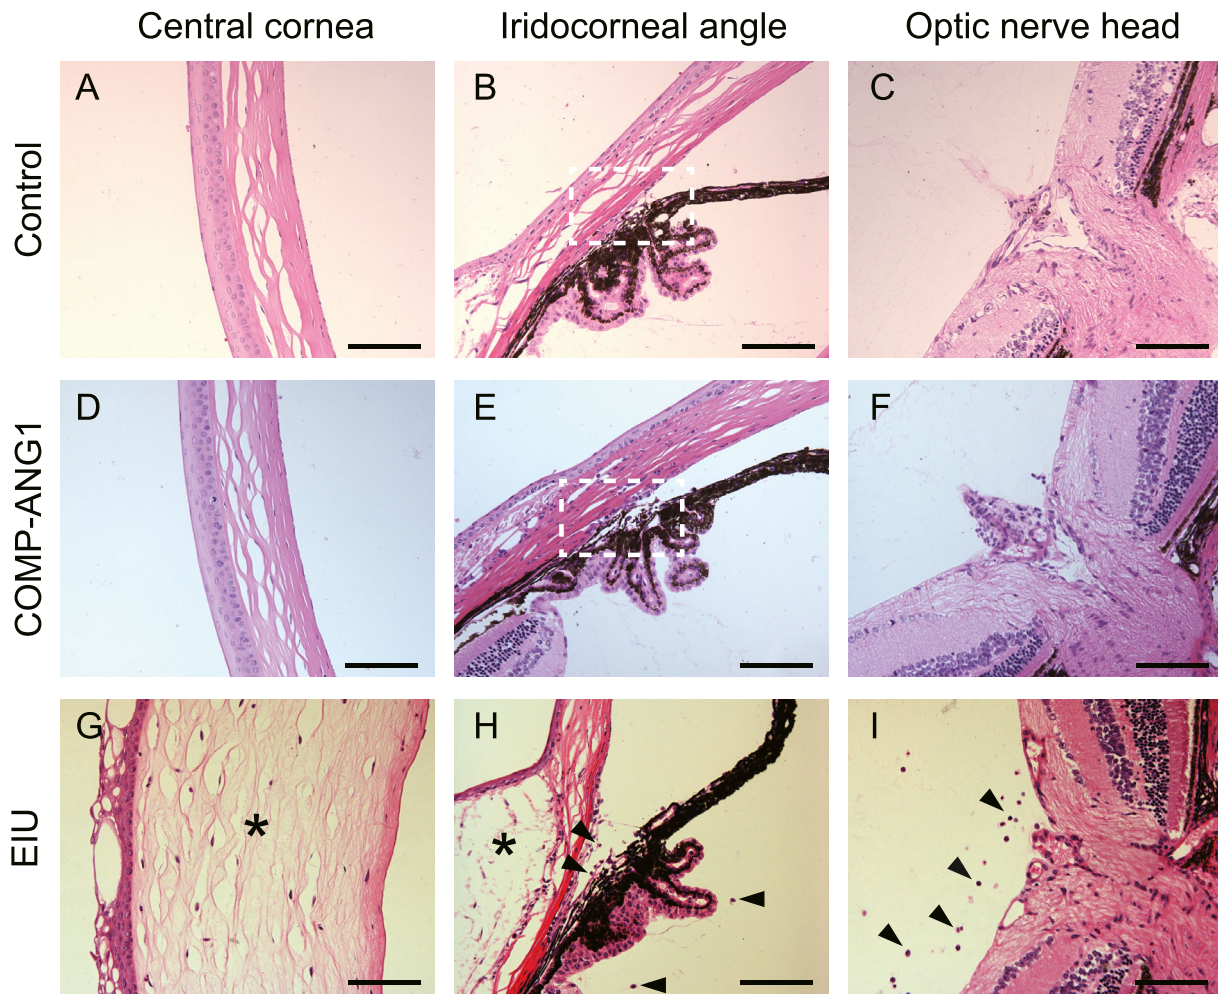 Central cornea
Iridocorneal angle
Optic nerve head
Control
A
B
C
COMP-ANG1
D
E
F
EIU
G
H
I
*
*